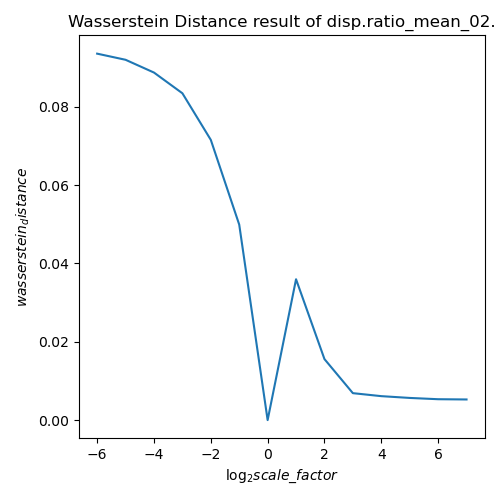 Wasserstein Distance result of disp.ratio_mean_02.
0.08
0.06
0.04
0.02
0.00
wasserstein_distance
−6 −4 −2 0 2 4 6
log₂scale_factor